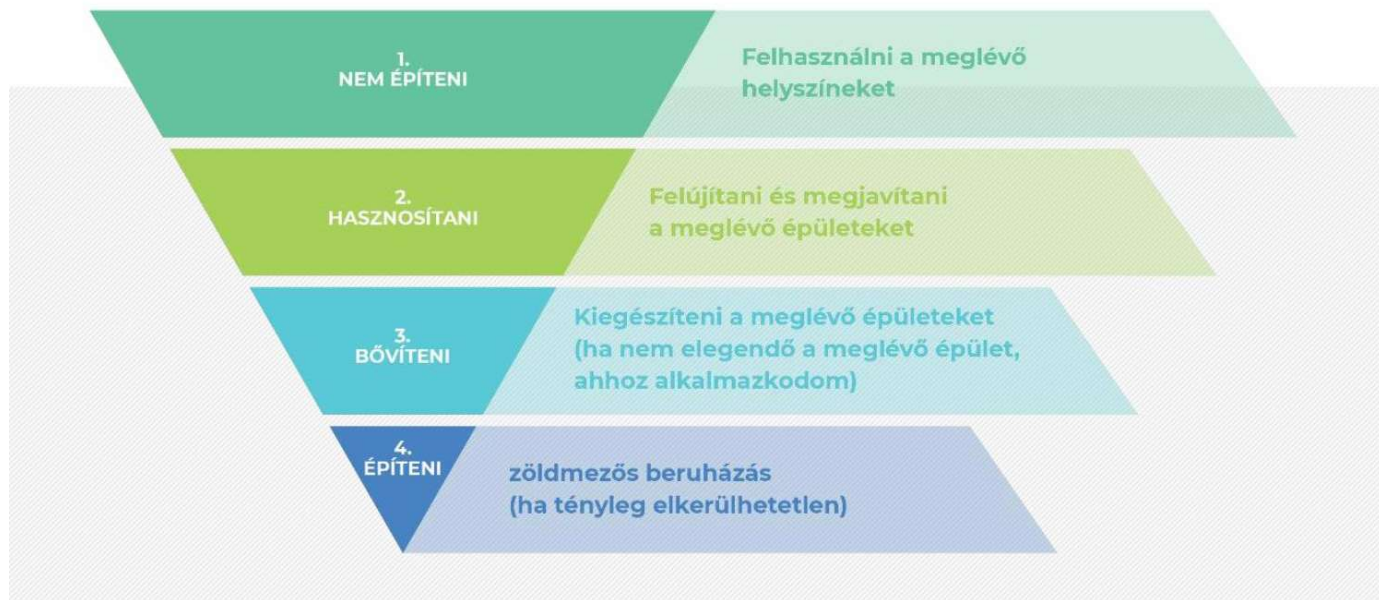 1.
NEM ÉPÍTENI
Felhasználni a meglévő
helyszíneket
2.
HASZNOSÍTANI
Felújítani és megjavítani
a meglévő épületeket
3.
BŐVÍTENI
Kiegészíteni a meglévő épületeket
(ha nem elegendő a meglévő épület,
ahhoz alkalmazkodom)
4.
ÉPÍTENI
zöldmezős beruházás
(ha tényleg elkerülhetetlen)